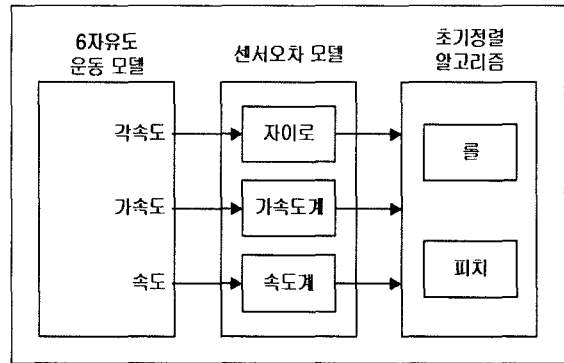 6자유도
운동 모델
센서오차 모델
초기정렬
알고리즘
각속도
자이로
롤
가속도
가속도계
속도
속도계
피치